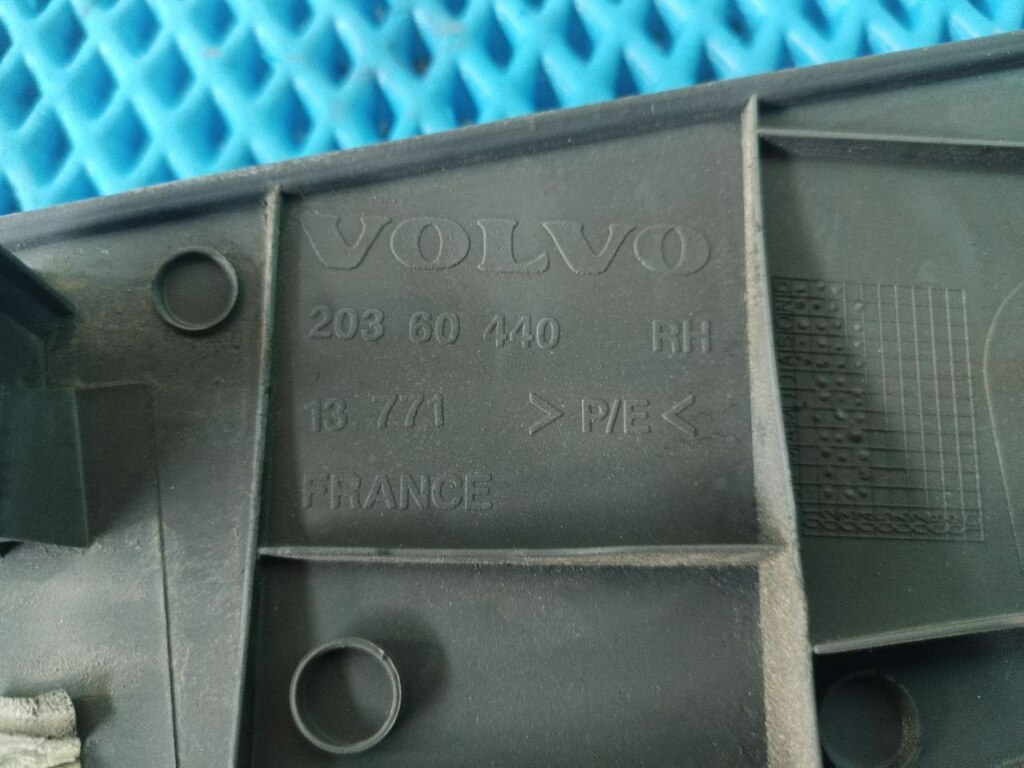 VOLVO
203 60 440 RH
13 771 >P/E<
FRANCE